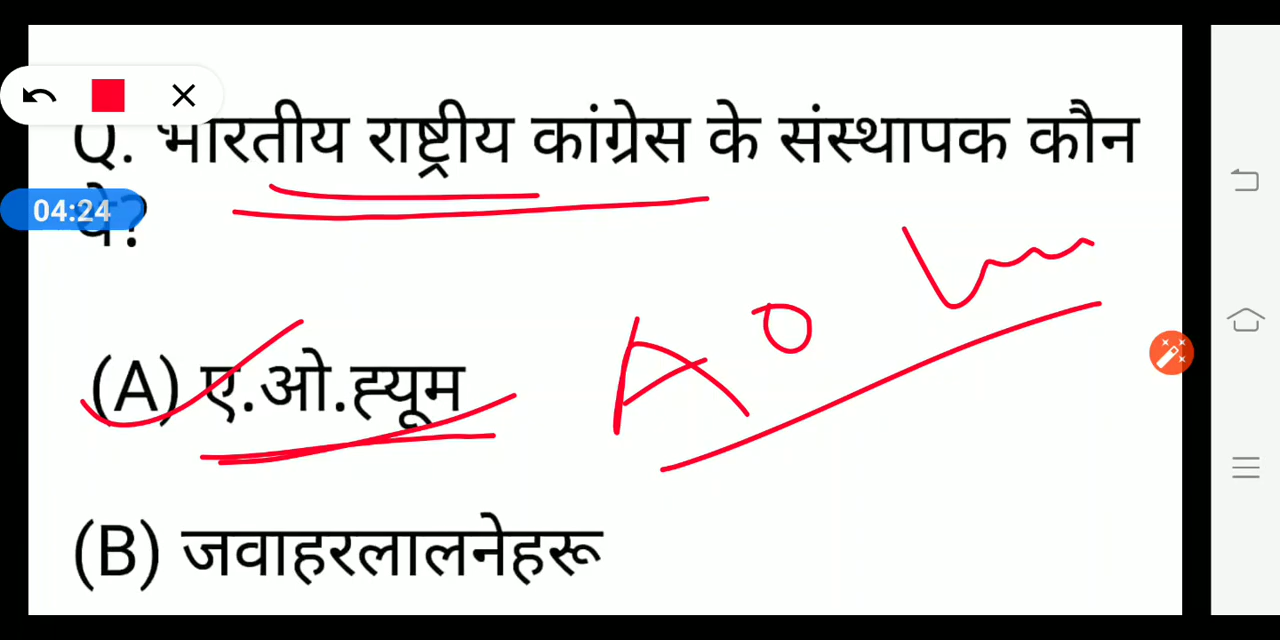 Q. भारतीय राष्ट्रीय कांग्रेस के संस्थापक कौन
थे?
04:24
(A) ए.ओ.ह्यूम
A O
(B) जवाहरलालनेहरू